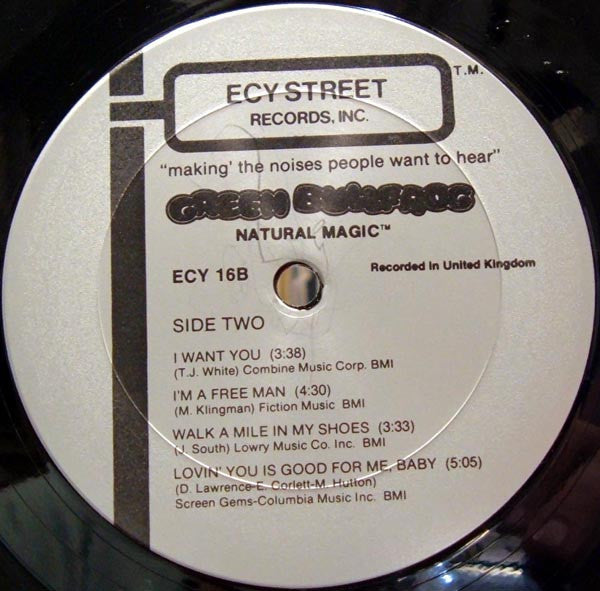 ECY STREET
T.M.
RECORDS, INC.
“making’ the noises people want to hear”
GREEN BULLFROG
NATURAL MAGIC™
ECY 16B
Recorded in United Kingdom
SIDE TWO
I WANT YOU (3:38)
(T.J. White) Combine Music Corp. BMI
I'M A FREE MAN (4:30)
(M. Klingman) Fiction Music BMI
WALK A MILE IN MY SHOES (3:33)
(J. South) Lowry Music Co. Inc. BMI
LOVIN' YOU IS GOOD FOR ME, BABY (5:05)
(D. Lawrence-E. Corlett-M. Hutton)
Screen Gems-Columbia Music Inc. BMI